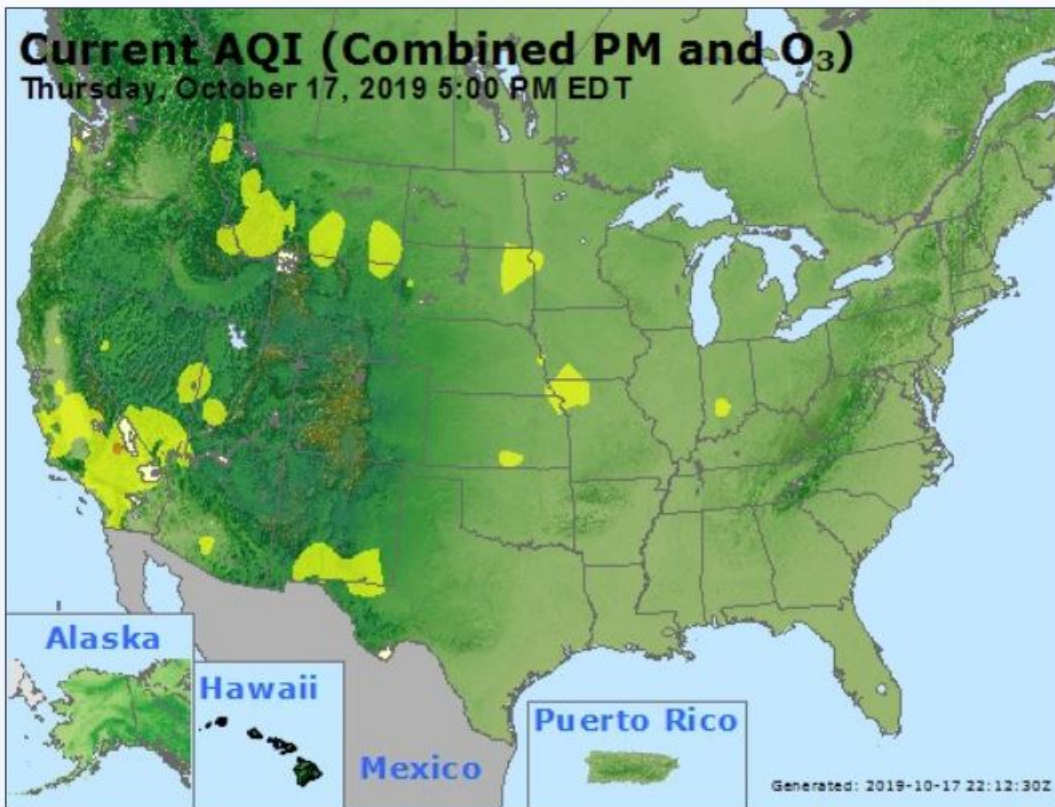 Current AQI (Combined PM and O₃)
Thursday, October 17, 2019 5:00 PM EDT
Alaska
Hawaii
Mexico
Puerto Rico
Generated: 2019-10-17 22:12:30Z